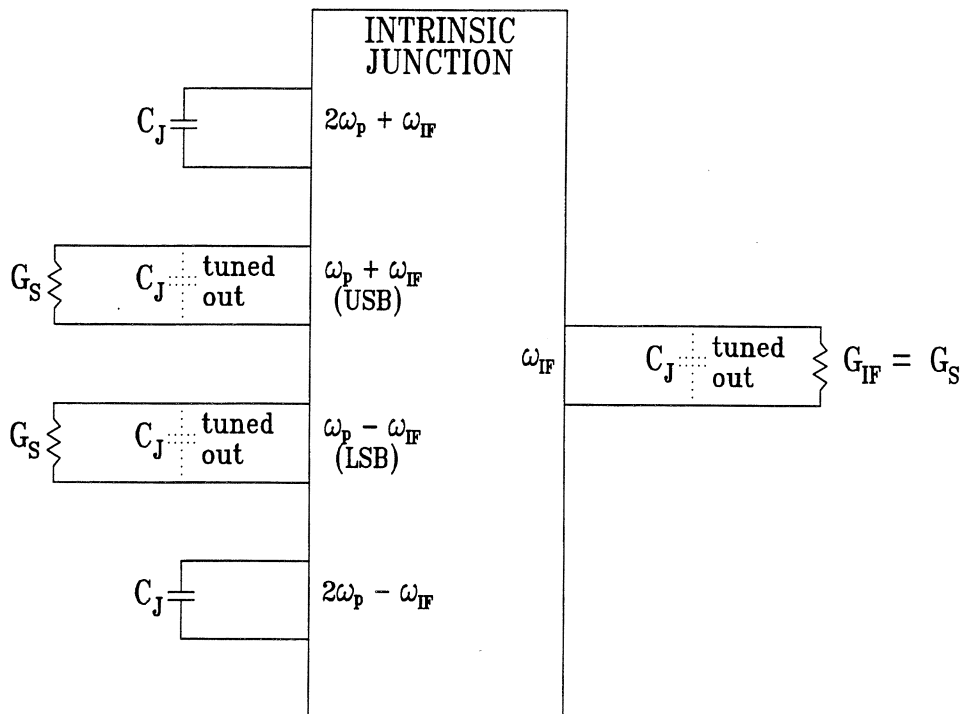 INTRINSIC
JUNCTION
C_J
2ω_p + ω_IF
G_S
C_J
tuned
out
ω_p + ω_IF
(USB)
ω_IF
C_J
tuned
out
G_IF = G_S
G_S
C_J
tuned
out
ω_p − ω_IF
(LSB)
C_J
2ω_p − ω_IF